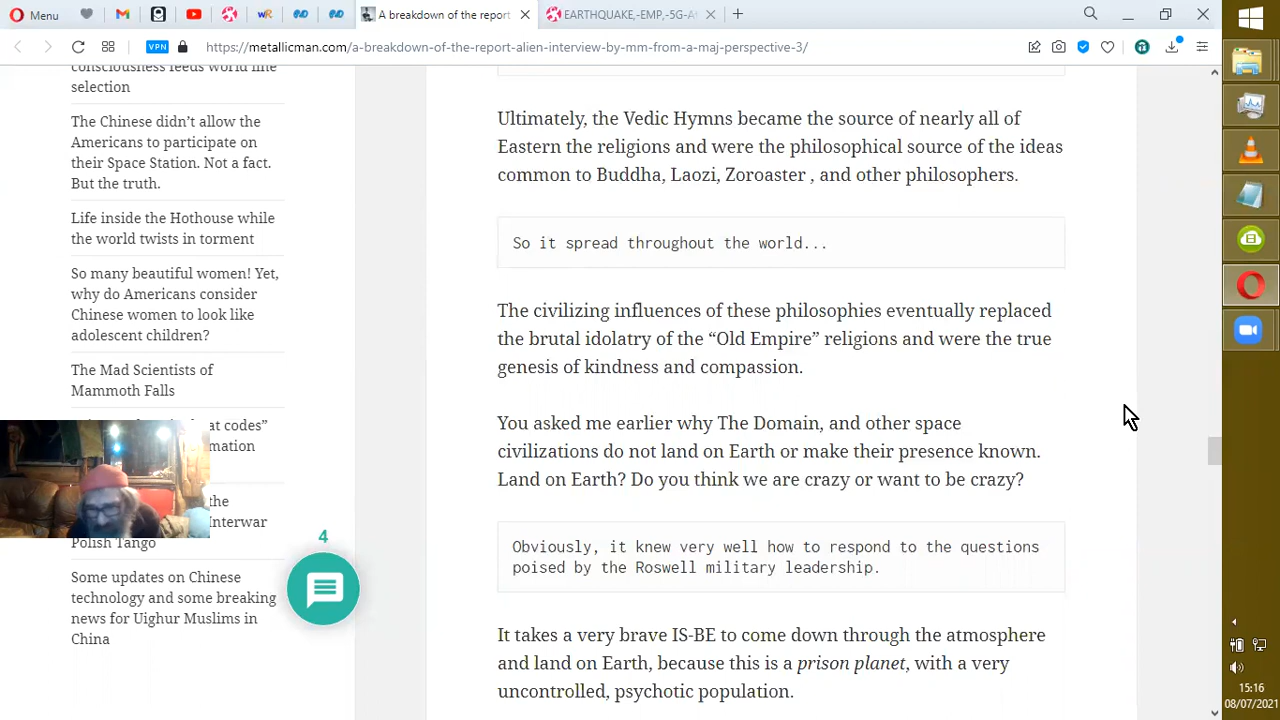 Menu
A breakdown of the report
EARTHQUAKE,-EMP,-5G-A
VPN
https://metallicman.com/a-breakdown-of-the-report-alien-interview-by-mm-from-a-maj-perspective-3/
consciousness feeds world line
selection
The Chinese didn’t allow the
Americans to participate on
their Space Station. Not a fact.
But the truth.
Life inside the Hothouse while
the world twists in torment
So many beautiful women! Yet,
why do Americans consider
Chinese women to look like
adolescent children?
The Mad Scientists of
Mammoth Falls
at codes”
mation
the
Interwar
Polish Tango
Some updates on Chinese
technology and some breaking
news for Uighur Muslims in
China
4
Ultimately, the Vedic Hymns became the source of nearly all of
Eastern the religions and were the philosophical source of the ideas
common to Buddha, Laozi, Zoroaster , and other philosophers.
So it spread throughout the world...
The civilizing influences of these philosophies eventually replaced
the brutal idolatry of the “Old Empire” religions and were the true
genesis of kindness and compassion.
You asked me earlier why The Domain, and other space
civilizations do not land on Earth or make their presence known.
Land on Earth? Do you think we are crazy or want to be crazy?
Obviously, it knew very well how to respond to the questions
poised by the Roswell military leadership.
It takes a very brave IS-BE to come down through the atmosphere
and land on Earth, because this is a prison planet, with a very
uncontrolled, psychotic population.
15:16
08/07/2021